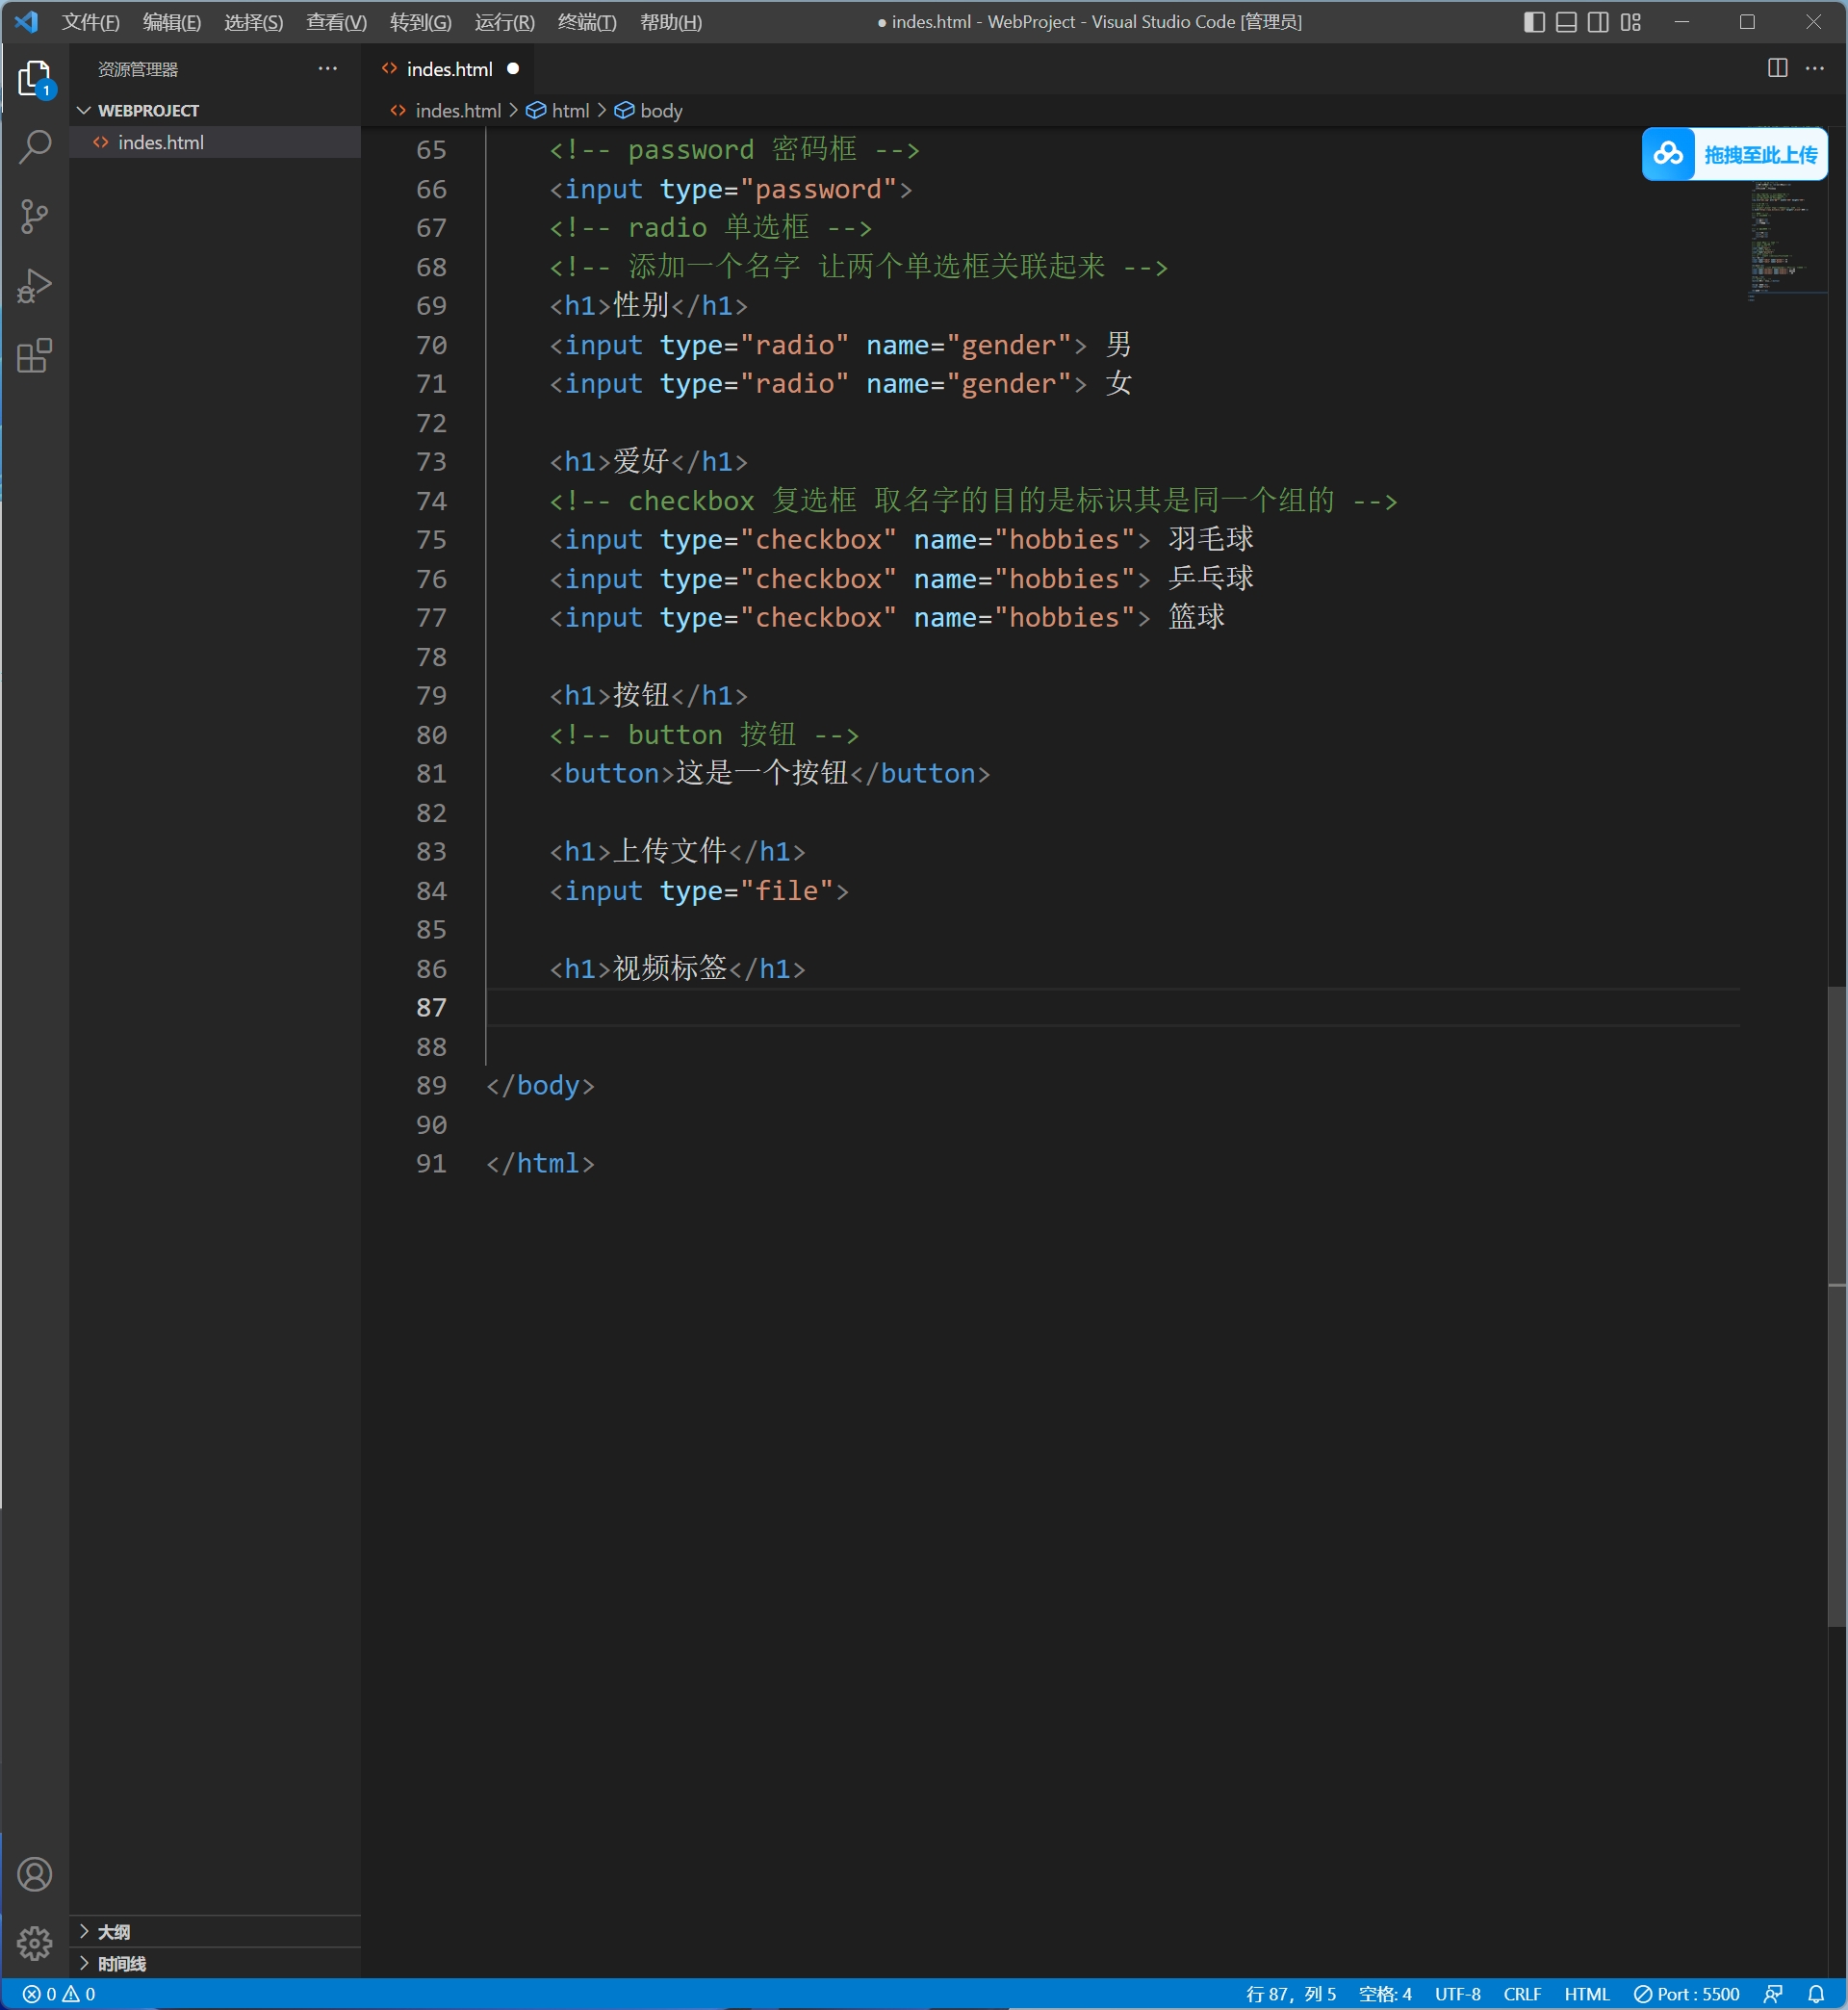 文件(F) 编辑(E) 选择(S) 查看(V) 转到(G) 运行(R) 终端(T) 帮助(H) ● indes.html - WebProject - Visual Studio Code [管理员]
资源管理器
indes.html
1
WEBPROJECT
indes.html > html > body
indes.html
拖拽至此上传
65 <!-- password 密码框 -->
66 <input type="password">
67 <!-- radio 单选框 -->
68 <!-- 添加一个名字 让两个单选框关联起来 -->
69 <h1>性别</h1>
70 <input type="radio" name="gender"> 男
71 <input type="radio" name="gender"> 女
72
73 <h1>爱好</h1>
74 <!-- checkbox 复选框 取名字的目的是标识其是同一个组的 -->
75 <input type="checkbox" name="hobbies"> 羽毛球
76 <input type="checkbox" name="hobbies"> 乒乓球
77 <input type="checkbox" name="hobbies"> 篮球
78
79 <h1>按钮</h1>
80 <!-- button 按钮 -->
81 <button>这是一个按钮</button>
82
83 <h1>上传文件</h1>
84 <input type="file">
85
86 <h1>视频标签</h1>
87
88
89 </body>
90
91 </html>
大纲
时间线
0 0 行 87，列 5 空格: 4 UTF-8 CRLF HTML Port : 5500